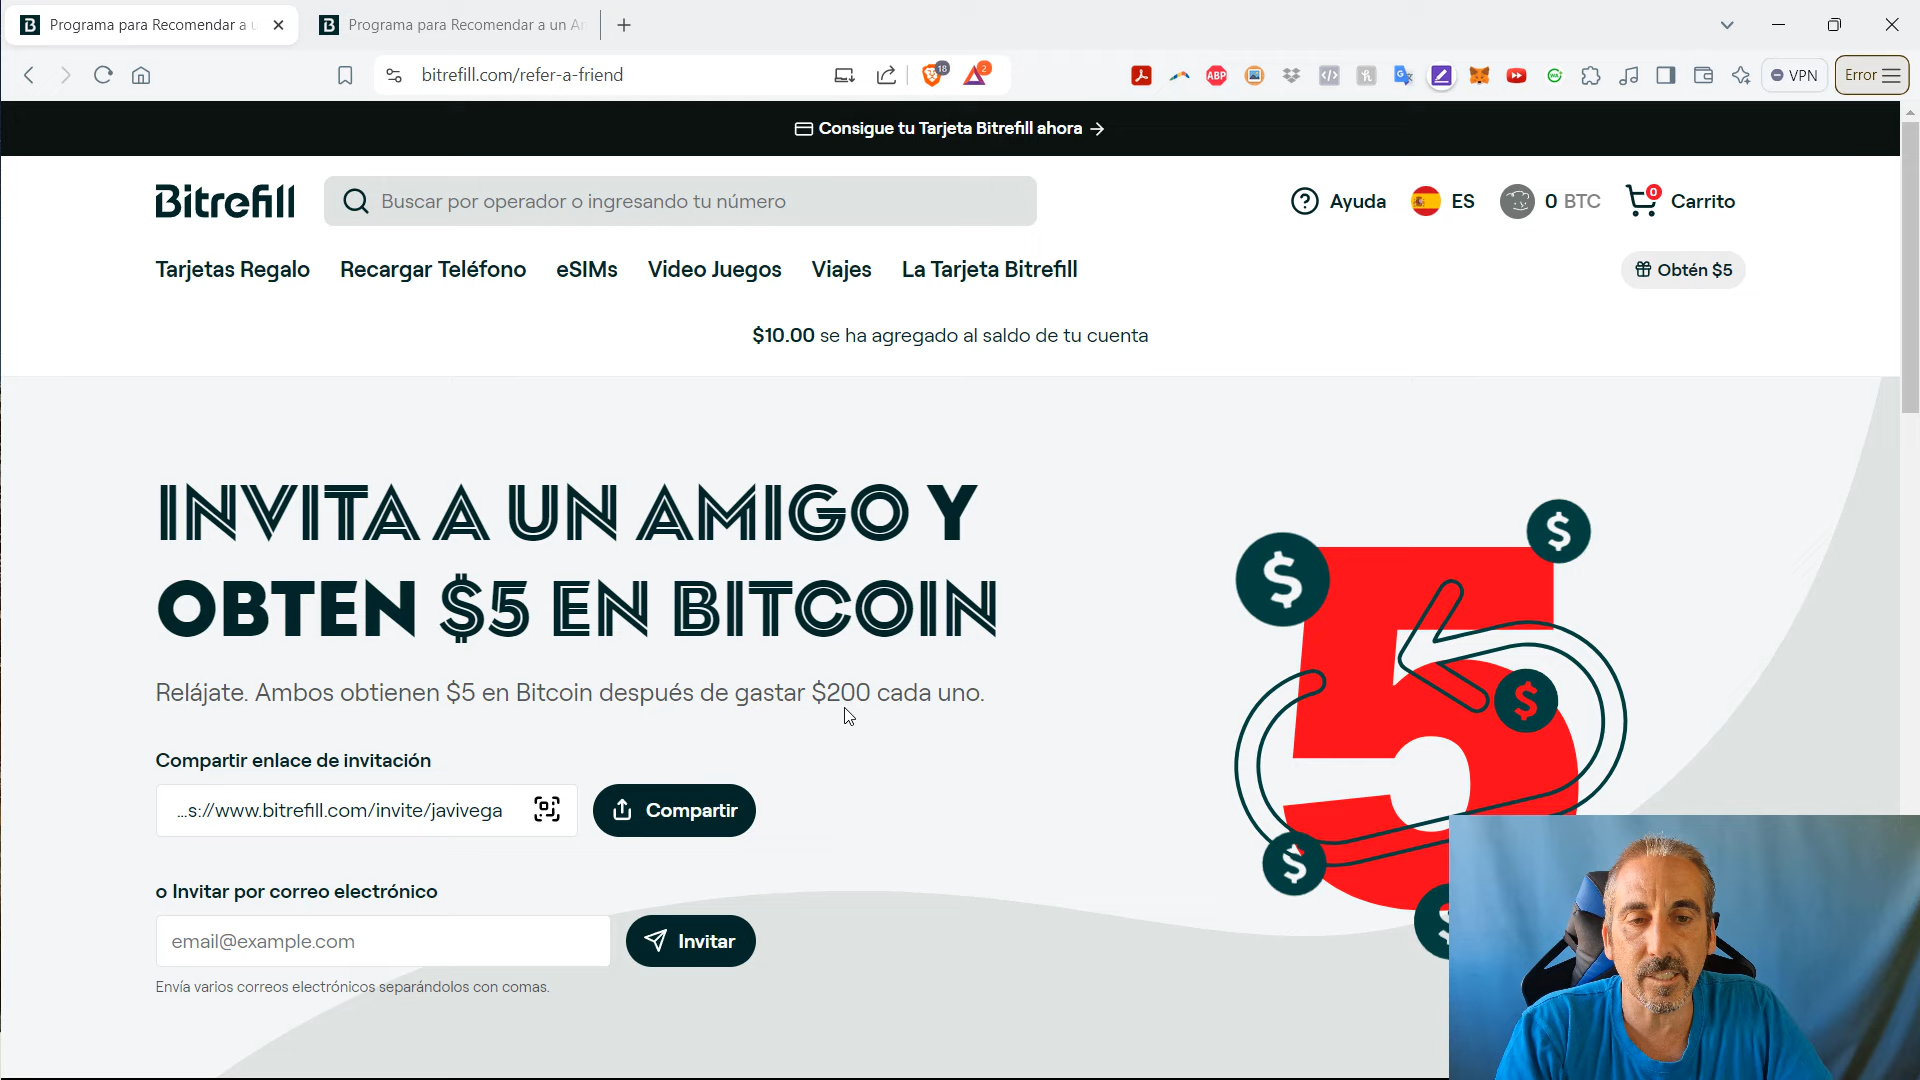 Programa para Recomendar a u
Programa para Recomendar a un Ar
bitrefill.com/refer-a-friend
18
2
ABP
VPN
Error
Consigue tu Tarjeta Bitrefill ahora →
Bitrefill
Buscar por operador o ingresando tu número
Ayuda
ES
0 BTC
0
Carrito
Tarjetas Regalo
Recargar Teléfono
eSIMs
Video Juegos
Viajes
La Tarjeta Bitrefill
Obtén $5
$10.00 se ha agregado al saldo de tu cuenta
INVITA A UN AMIGO Y
OBTEN $5 EN BITCOIN
Relájate. Ambos obtienen $5 en Bitcoin después de gastar $200 cada uno.
Compartir enlace de invitación
...s://www.bitrefill.com/invite/javivega
Compartir
o Invitar por correo electrónico
email@example.com
Invitar
Envía varios correos electrónicos separándolos con comas.
5
$
$
$
$
$